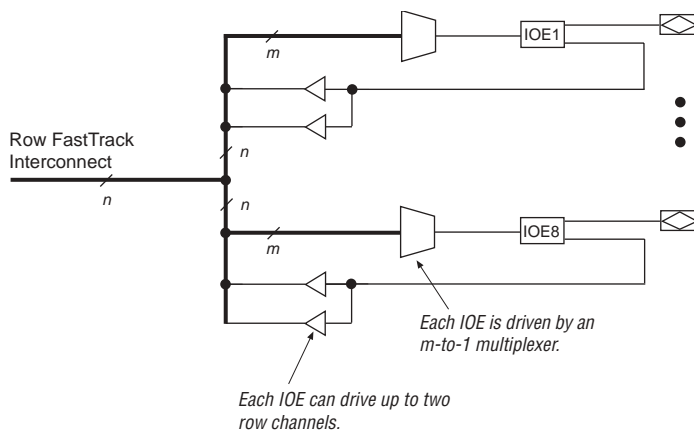 m
IOE1
Row FastTrack
Interconnect
n
n
n
m
IOE8
Each IOE is driven by an
m-to-1 multiplexer.
Each IOE can drive up to two
row channels.